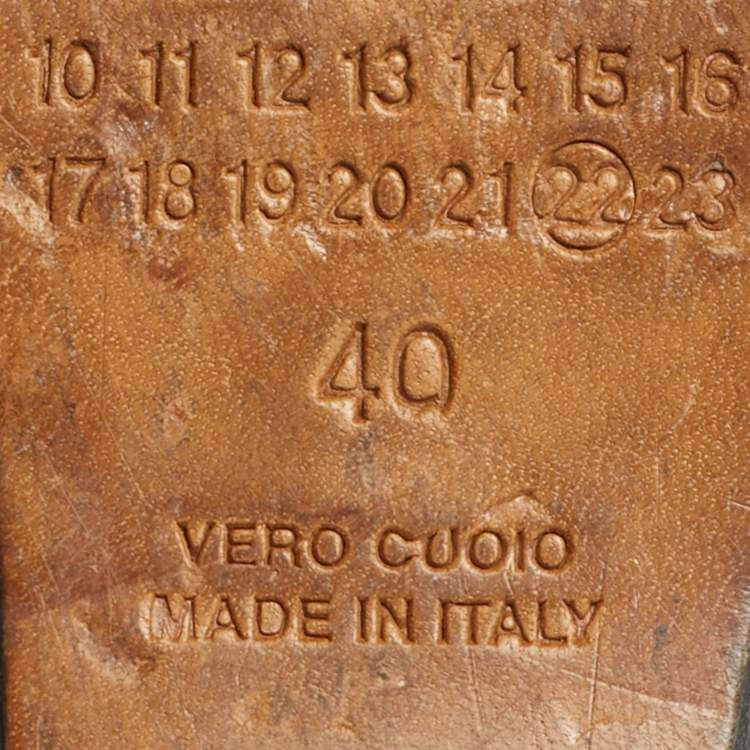 10 11 12 13 14 15 16
17 18 19 20 21 22 23
40
VERO CUOIO
MADE IN ITALY